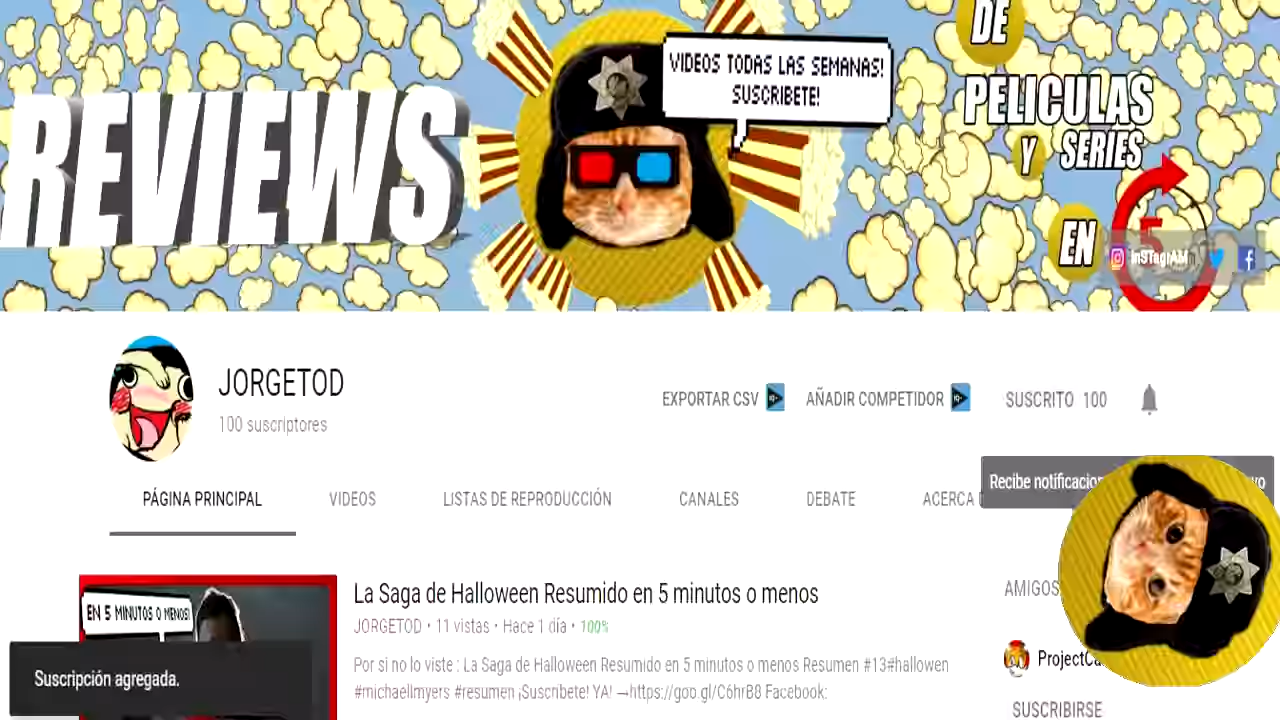 REVIEWS
VIDEOS TODAS LAS SEMANAS!
SUSCRIBETE!
DE
PELICULAS
Y SERIES
EN 5
InSTagrAM
JORGETOD
100 suscriptores
EXPORTAR CSV
AÑADIR COMPETIDOR
SUSCRITO 100
PÁGINA PRINCIPAL
VIDEOS
LISTAS DE REPRODUCCIÓN
CANALES
DEBATE
ACERCA
Recibe
AMIGOS
EN 5 MINUTOS O MENOS!
La Saga de Halloween Resumido en 5 minutos o menos
JORGETOD • 11 vistas • Hace 1 día • 100%
Por si no lo viste : La Saga de Halloween Resumido en 5 minutos o menos Resumen #13#hallowen
#michaellmyers #resumen ¡Suscribete! YA! —https://goo.gl/C6hrB8 Facebook:
SUSCRIBIRSE
Suscripción agregada.